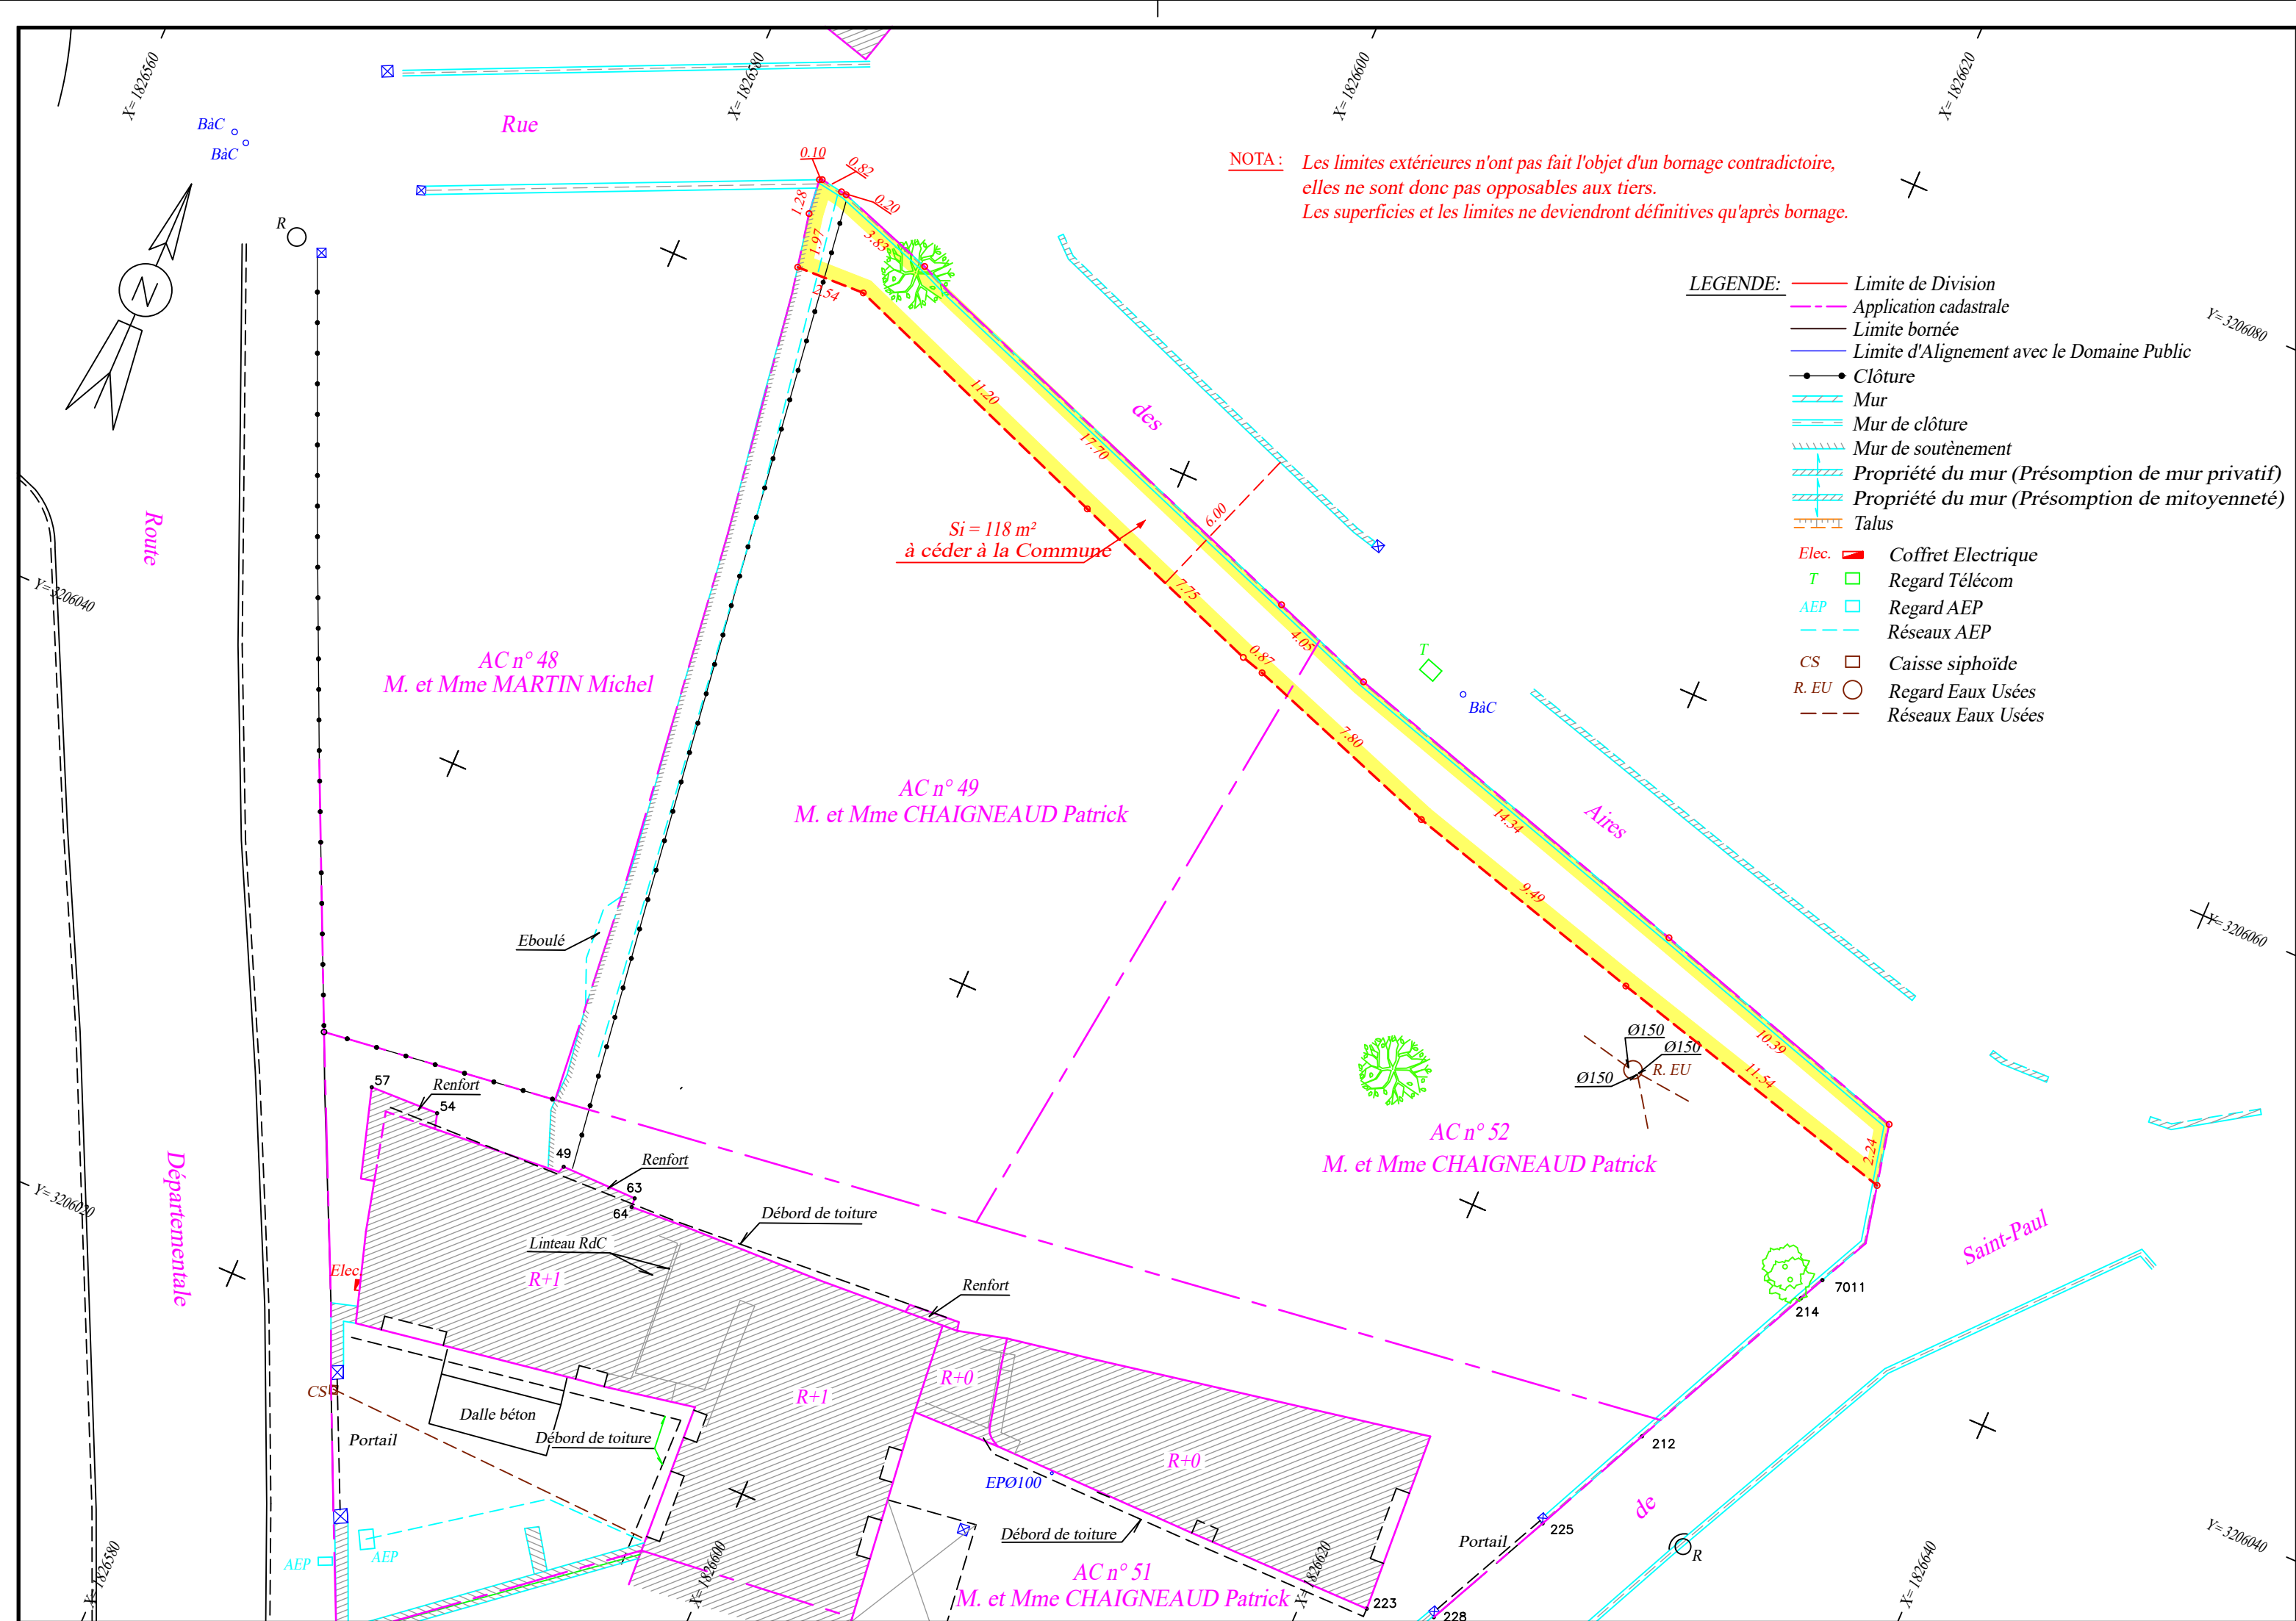 X= 1826560
X= 1826580
X= 1826600
X= 1826620
BàC
BàC
Rue
R
N
0.10
0.82
0.20
1.28
1.97
3.83
2.54
NOTA :
Les limites extérieures n'ont pas fait l'objet d'un bornage contradictoire,
elles ne sont donc pas opposables aux tiers.
Les superficies et les limites ne deviendront définitives qu'après bornage.
LEGENDE:
Limite de Division
Application cadastrale
Limite bornée
Limite d'Alignement avec le Domaine Public
Clôture
Mur
Mur de clôture
Mur de soutènement
Propriété du mur (Présomption de mur privatif)
Propriété du mur (Présomption de mitoyenneté)
Talus
Elec. Coffret Electrique
T Regard Télécom
AEP Regard AEP
Réseaux AEP
CS Caisse siphoïde
R. EU Regard Eaux Usées
Réseaux Eaux Usées
Y= 3206080
des
11.20
17.70
6.00
Si = 118 m²
à céder à la Commune
7.75
0.87
4.05
7.80
14.34
9.49
10.39
11.54
2.24
Route
Y= 3206040
AC n° 48
M. et Mme MARTIN Michel
AC n° 49
M. et Mme CHAIGNEAUD Patrick
T
BàC
Aires
Y= 3206060
Eboulé
Ø150
Ø150
Ø150
R. EU
AC n° 52
M. et Mme CHAIGNEAUD Patrick
57
Renfort
54
49
Renfort
63
64
Débord de toiture
Linteau RdC
R+1
Elec.
Départementale
Y= 3206020
Renfort
Saint-Paul
7011
214
R+1
R+0
R+0
CS
Dalle béton
Débord de toiture
Portail
EPØ100
Débord de toiture
212
225
Portail
de
R
Y= 3206040
AEP
AEP
AC n° 51
M. et Mme CHAIGNEAUD Patrick
223
228
X= 1826580
X= 1826600
X= 1826620
X= 1826640